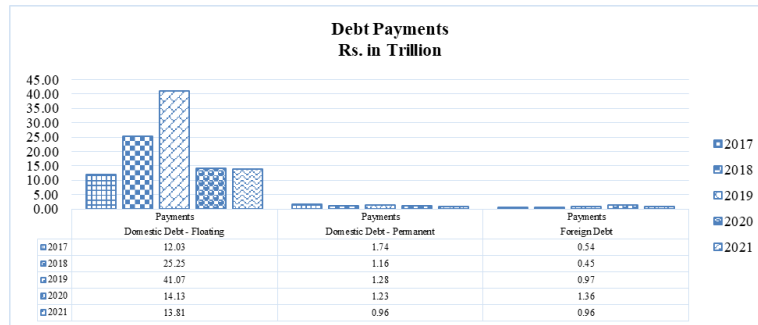 Debt Payments
Rs. in Trillion
45.00
40.00
35.00
30.00
25.00
20.00
15.00
10.00
5.00
0.00
Payments Payments Payments
Domestic Debt - Floating Domestic Debt - Permanent Foreign Debt
2017 12.03 1.74 0.54
2018 25.25 1.16 0.45
2019 41.07 1.28 0.97
2020 14.13 1.23 1.36
2021 13.81 0.96 0.96
2017
2018
2019
2020
2021